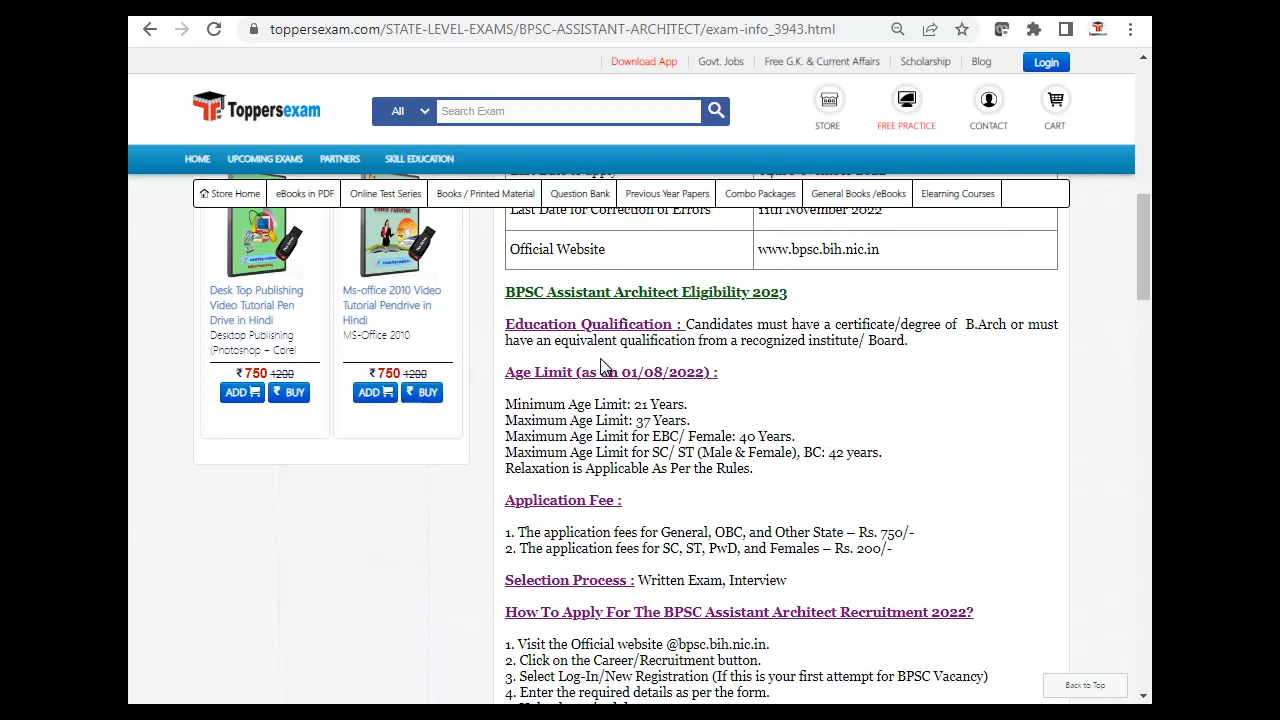 toppersexam.com/STATE-LEVEL-EXAMS/BPSC-ASSISTANT-ARCHITECT/exam-info_3943.html
Download App
Govt. Jobs
Free G.K. & Current Affairs
Scholarship
Blog
Login
Toppersexam
All
Search Exam
STORE
FREE PRACTICE
CONTACT
CART
HOME
UPCOMING EXAMS
PARTNERS
SKILL EDUCATION
Store Home
eBooks in PDF
Online Test Series
Books / Printed Material
Question Bank
Previous Year Papers
Combo Packages
General Books /eBooks
Elearning Courses
Last Date for Correction of Errors
11th November 2022
Official Website
www.bpsc.bih.nic.in
Desk Top Publishing
Video Tutorial Pen
Drive in Hindi
Desktop Publishing
(Photoshop + Corel
₹ 750 1200
ADD
₹ BUY
Ms-office 2010 Video
Tutorial Pendrive in
HIndi
MS-Office 2010
₹ 750 1200
ADD
₹ BUY
BPSC Assistant Architect Eligibility 2023
Education Qualification : Candidates must have a certificate/degree of B.Arch or must
have an equivalent qualification from a recognized institute/ Board.
Age Limit (as on 01/08/2022) :
Minimum Age Limit: 21 Years.
Maximum Age Limit: 37 Years.
Maximum Age Limit for EBC/ Female: 40 Years.
Maximum Age Limit for SC/ ST (Male & Female), BC: 42 years.
Relaxation is Applicable As Per the Rules.
Application Fee :
1. The application fees for General, OBC, and Other State – Rs. 750/-
2. The application fees for SC, ST, PwD, and Females – Rs. 200/-
Selection Process : Written Exam, Interview
How To Apply For The BPSC Assistant Architect Recruitment 2022?
1. Visit the Official website @bpsc.bih.nic.in.
2. Click on the Career/Recruitment button.
3. Select Log-In/New Registration (If this is your first attempt for BPSC Vacancy)
4. Enter the required details as per the form.
Back to Top